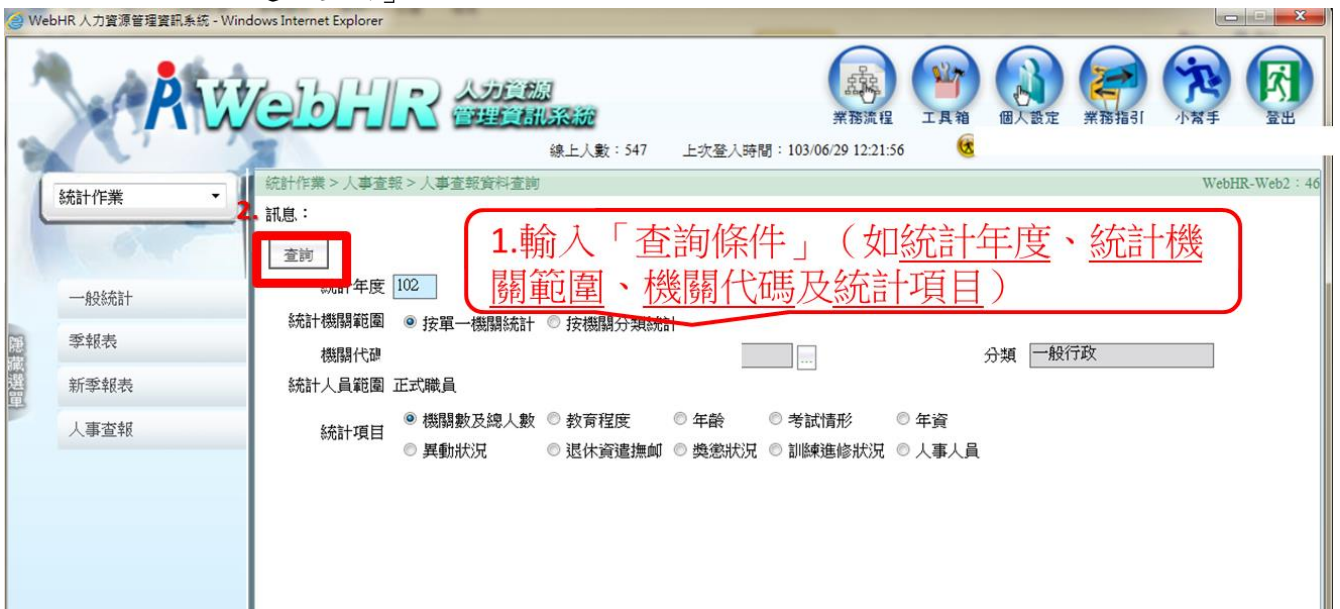 WebHR 人力資源管理資訊系統 - Windows Internet Explorer
WebHR 人力資源
管理資訊系統
業務流程 工具箱 個人設定 業務指引 小幫手 登出
線上人數：547 上次登入時間：103/06/29 12:21:56
統計作業
統計作業 > 人事查報 > 人事查報資料查詢 WebHR-Web2：46
2. 訊息：
查詢
1.輸入「查詢條件」（如統計年度、統計機
關範圍、機關代碼及統計項目）
統計年度 102
統計機關範圍 按單一機關統計 按機關分類統計
機關代碼 ... 分類 一般行政
統計人員範圍 正式職員
統計項目 機關數及總人數 教育程度 年齡 考試情形 年資
異動狀況 退休資遣撫卹 獎懲狀況 訓練進修狀況 人事人員
一般統計
季報表
新季報表
人事查報
隱藏選單